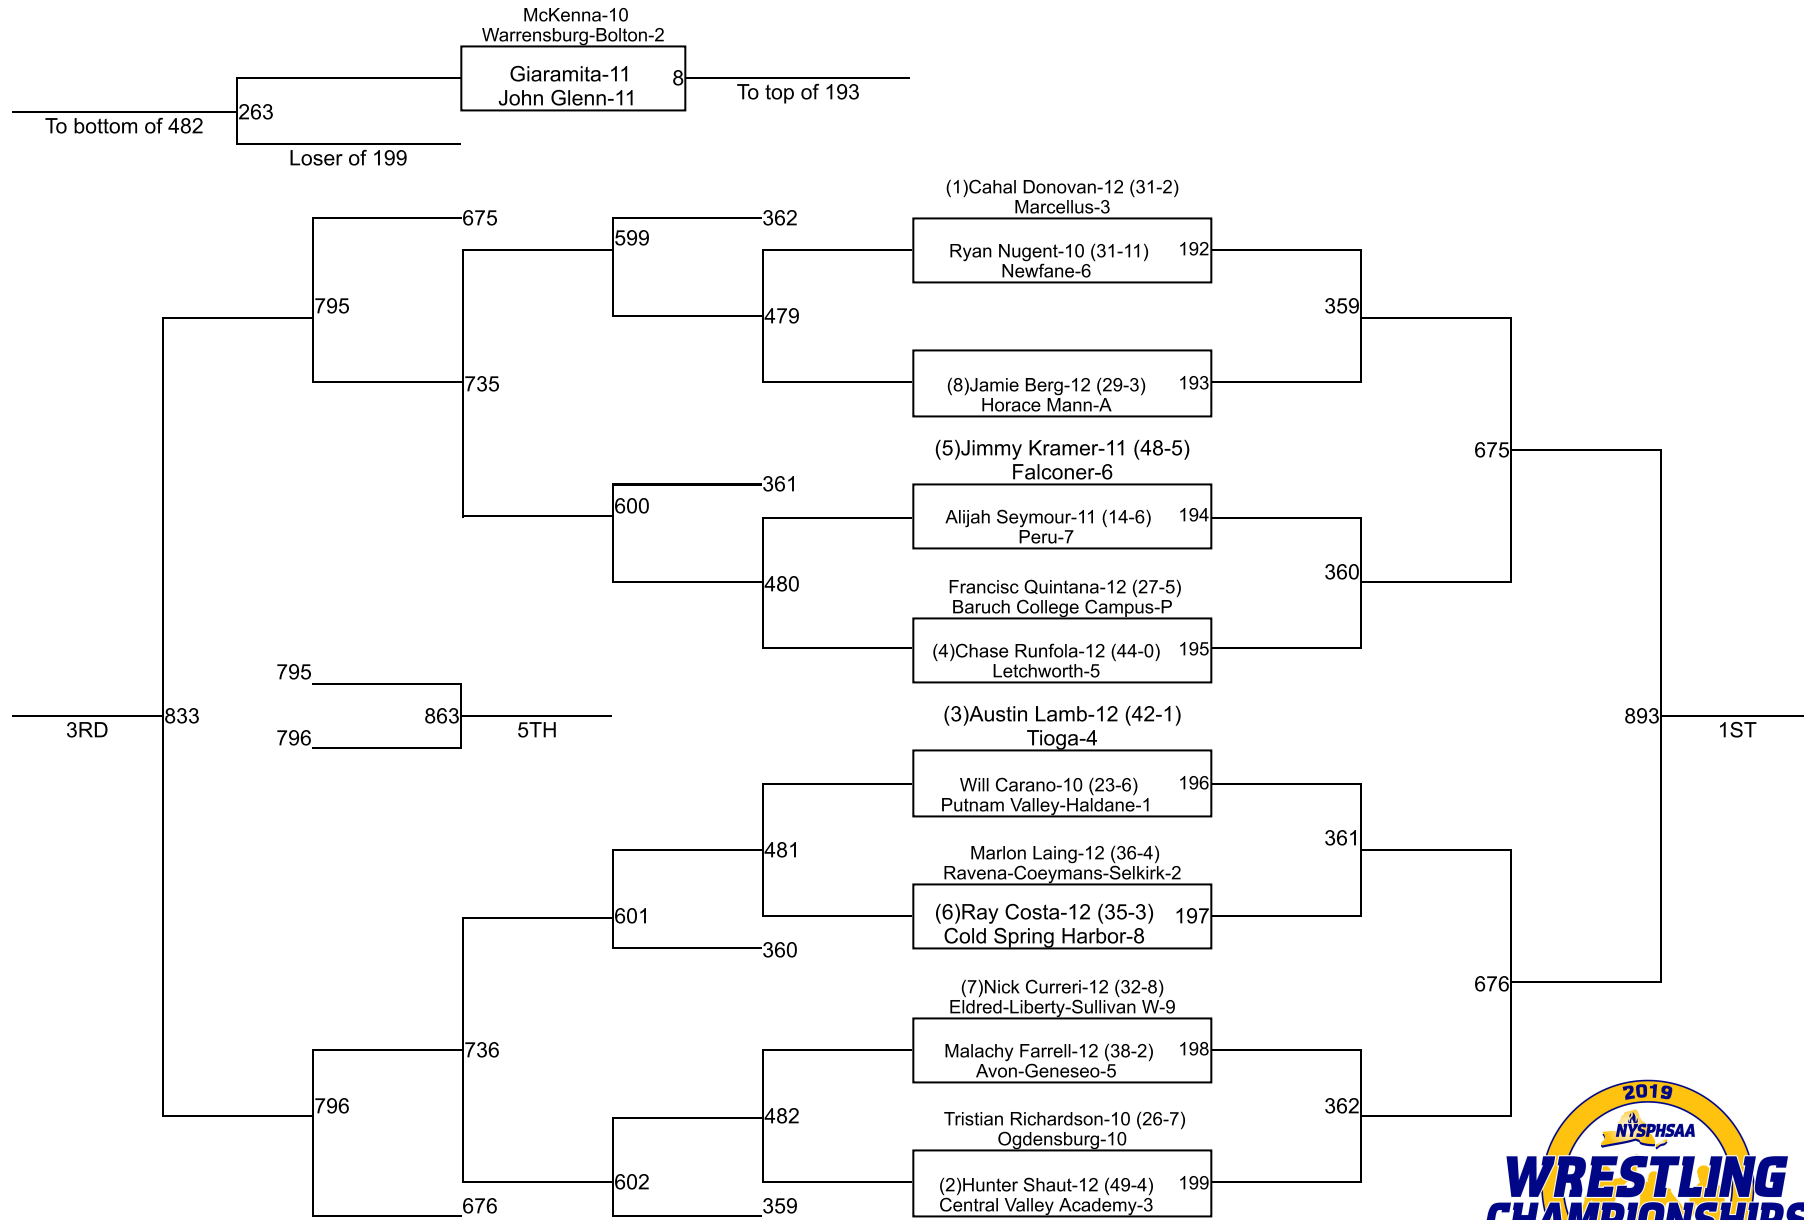 McKenna-10
Warrensburg-Bolton-2
Giaramita-11
8
John Glenn-11
To top of 193
263
To bottom of 482
Loser of 199
(1)Cahal Donovan-12 (31-2)
Marcellus-3
675
362
599
Ryan Nugent-10 (31-11)
192
Newfane-6
795
479
359
735
(8)Jamie Berg-12 (29-3)
193
Horace Mann-A
(5)Jimmy Kramer-11 (48-5)
675
Falconer-6
361
600
Alijah Seymour-11 (14-6)
194
Peru-7
480
360
Francisc Quintana-12 (27-5)
Baruch College Campus-P
(4)Chase Runfola-12 (44-0)
195
Letchworth-5
795
833
863
3RD
5TH
796
(3)Austin Lamb-12 (42-1)
Tioga-4
893
1ST
Will Carano-10 (23-6)
196
Putnam Valley-Haldane-1
481
361
Marlon Laing-12 (36-4)
Ravena-Coeymans-Selkirk-2
601
(6)Ray Costa-12 (35-3)
197
Cold Spring Harbor-8
360
(7)Nick Curreri-12 (32-8)
676
Eldred-Liberty-Sullivan W-9
736
Malachy Farrell-12 (38-2)
198
Avon-Geneseo-5
796
482
362
Tristian Richardson-10 (26-7)
Ogdensburg-10
602
(2)Hunter Shaut-12 (49-4)
199
Central Valley Academy-3
676
359
2019
NYSPHSAA
WRESTLING
CHAMPIONSHIPS